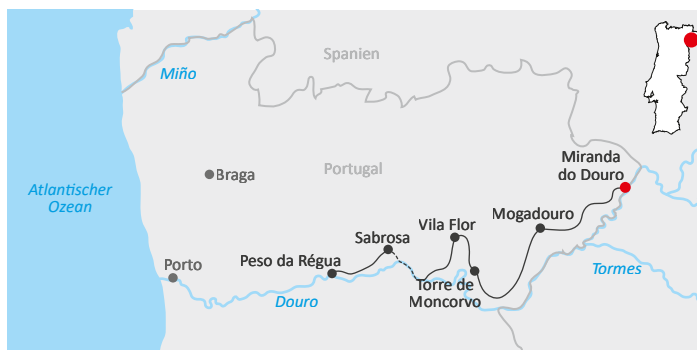 Spanien
Miño
Miranda
do Douro
Portugal
Braga
Atlantischer
Ozean
Mogadouro
Vila Flor
Sabrosa
Peso da Régua
Porto
Tormes
Torre de
Moncorvo
Douro